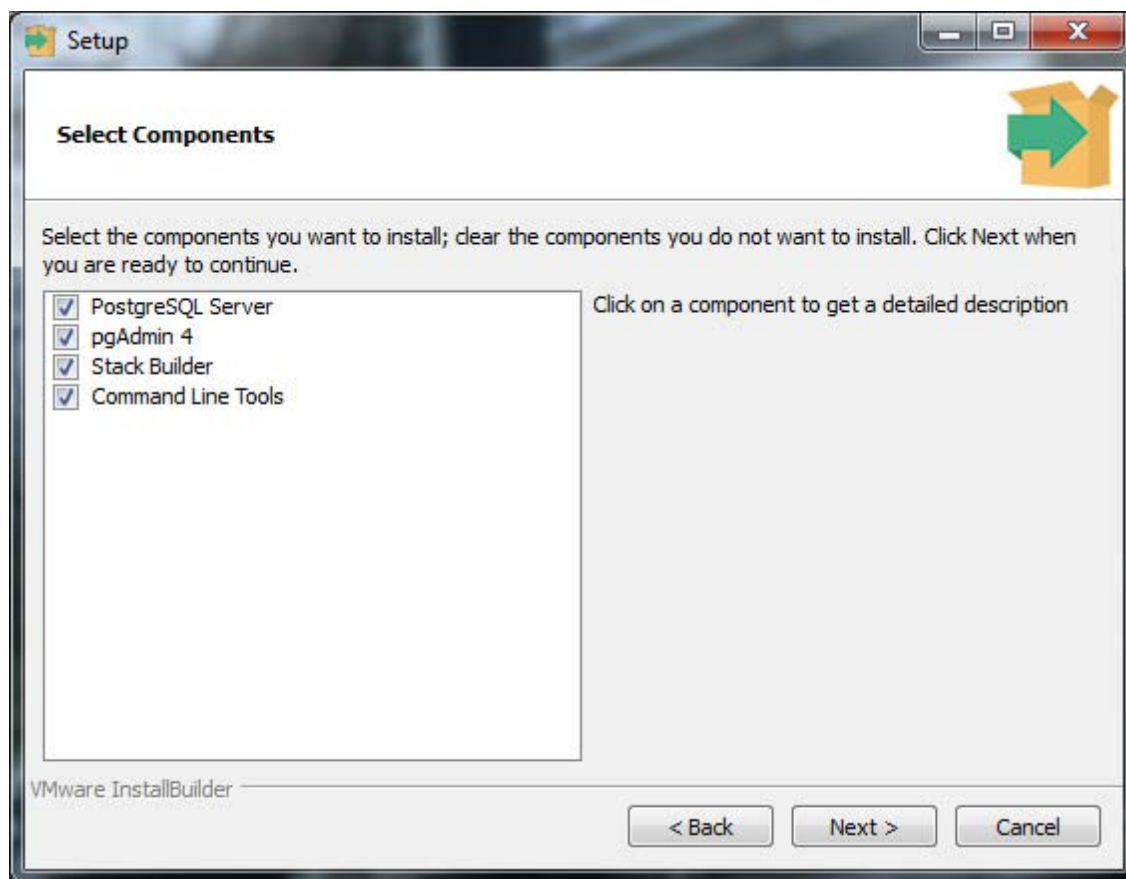 Setup
Select Components
Select the components you want to install; clear the components you do not want to install. Click Next when
you are ready to continue.
PostgreSQL Server
pgAdmin 4
Stack Builder
Command Line Tools
Click on a component to get a detailed description
VMware InstallBuilder
< Back
Next >
Cancel